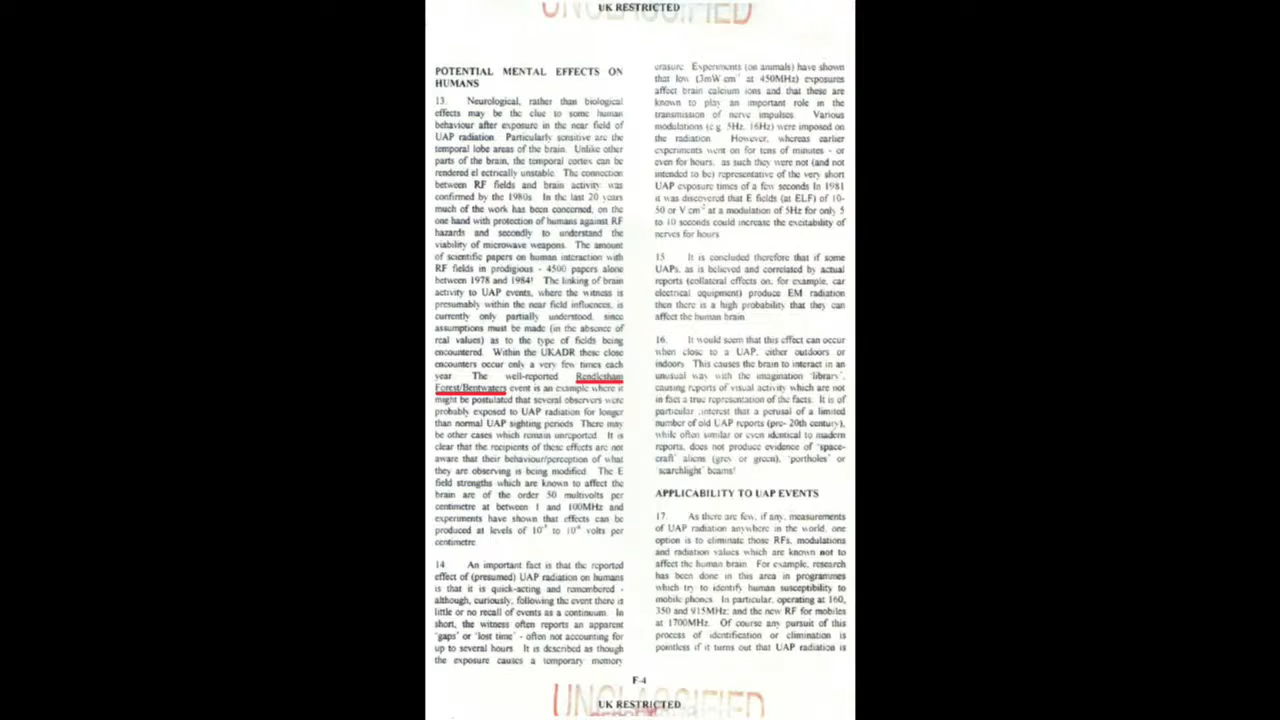 UNCLASSIFIED
UK RESTRICTED
POTENTIAL MENTAL EFFECTS ON
HUMANS
13. Neurological, rather than biological
effects may be the clue to some human
behaviour after exposure in the near field of
UAP radiation. Particularly sensitive are the
temporal lobe areas of the brain. Unlike other
parts of the brain, the temporal cortex can be
rendered el ectrically unstable. The connection
between RF fields and brain activity was
confirmed by the 1980s. In the last 20 years
much of the work has been concerned, on the
one hand with protection of humans against RF
hazards and secondly to understand the
viability of microwave weapons. The amount
of scientific papers on human interaction with
RF fields in prodigious - 4500 papers alone
between 1978 and 1984! The linking of brain
activity to UAP events, where the witness is
presumably within the near field influences, is
currently only partially understood, since
assumptions must be made (in the absence of
real values) as to the type of fields being
encountered. Within the UKADR these close
encounters occur only a very few times each
year. The well-reported Rendlesham
Forest/Bentwaters event is an example where it
might be postulated that several observers were
probably exposed to UAP radiation for longer
than normal UAP sighting periods. There may
be other cases which remain unreported. It is
clear that the recipients of these effects are not
aware that their behaviour/perception of what
they are observing is being modified. The E
field strengths which are known to affect the
brain are of the order 50 multivolts per
centimetre at between 1 and 100MHz and
experiments have shown that effects can be
produced at levels of to volts per
centimetre.
14. An important fact is that the reported
effect of (presumed) UAP radiation on humans
is that it is quick-acting and remembered -
although, curiously, following the event there is
little or no recall of events as a continuum. In
short, the witness often reports an apparent
'gaps' or 'lost time' - often not accounting for
up to several hours. It is described as though
the exposure causes a temporary memory
erasure. Experiments (on animals) have shown
that low (3mW cm⁻ at 450MHz) exposures
affect brain calcium ions and that these are
known to play an important role in the
transmission of nerve impulses. Various
modulations (e.g. 5Hz, 16Hz) were imposed on
the radiation. However, whereas earlier
experiments went on for tens of minutes - or
even for hours, as such they were not (and not
intended to be) representative of the very short
UAP exposure times of a few seconds. In 1981
it was discovered that E fields (at ELF) of 10-
50 or V cm⁻² at a modulation of 5Hz for only 5
to 10 seconds could increase the excitability of
nerves for hours.
15. It is concluded therefore that if some
UAPs, as is believed and correlated by actual
reports (collateral effects on, for example, car
electrical equipment) produce EM radiation
then there is a high probability that they can
affect the human brain.
16. It would seem that this effect can occur
when close to a UAP, either outdoors or
indoors. This causes the brain to interact in an
unusual way with the imagination 'library',
causing reports of visual activity which are not
in fact a true representation of the facts. It is of
particular interest that a perusal of a limited
number of old UAP reports (pre- 20th century),
while often similar or even identical to modern
reports, does not produce evidence of 'space-
craft' aliens (grey or green), 'portholes' or
'searchlight' beams!
APPLICABILITY TO UAP EVENTS
17. As there are few, if any, measurements
of UAP radiation anywhere in the world, one
option is to eliminate those RFs, modulations
and radiation values which are known not to
affect the human brain. For example, research
has been done in this area in programmes
which try to identify human susceptibility to
mobile phones. In particular, operating at 160,
350 and 915MHz; and the new RF for mobiles
at 1700MHz. Of course any pursuit of this
process of identification or elimination is
pointless if it turns out that UAP radiation is
F-4
UNCLASSIFIED
UK RESTRICTED